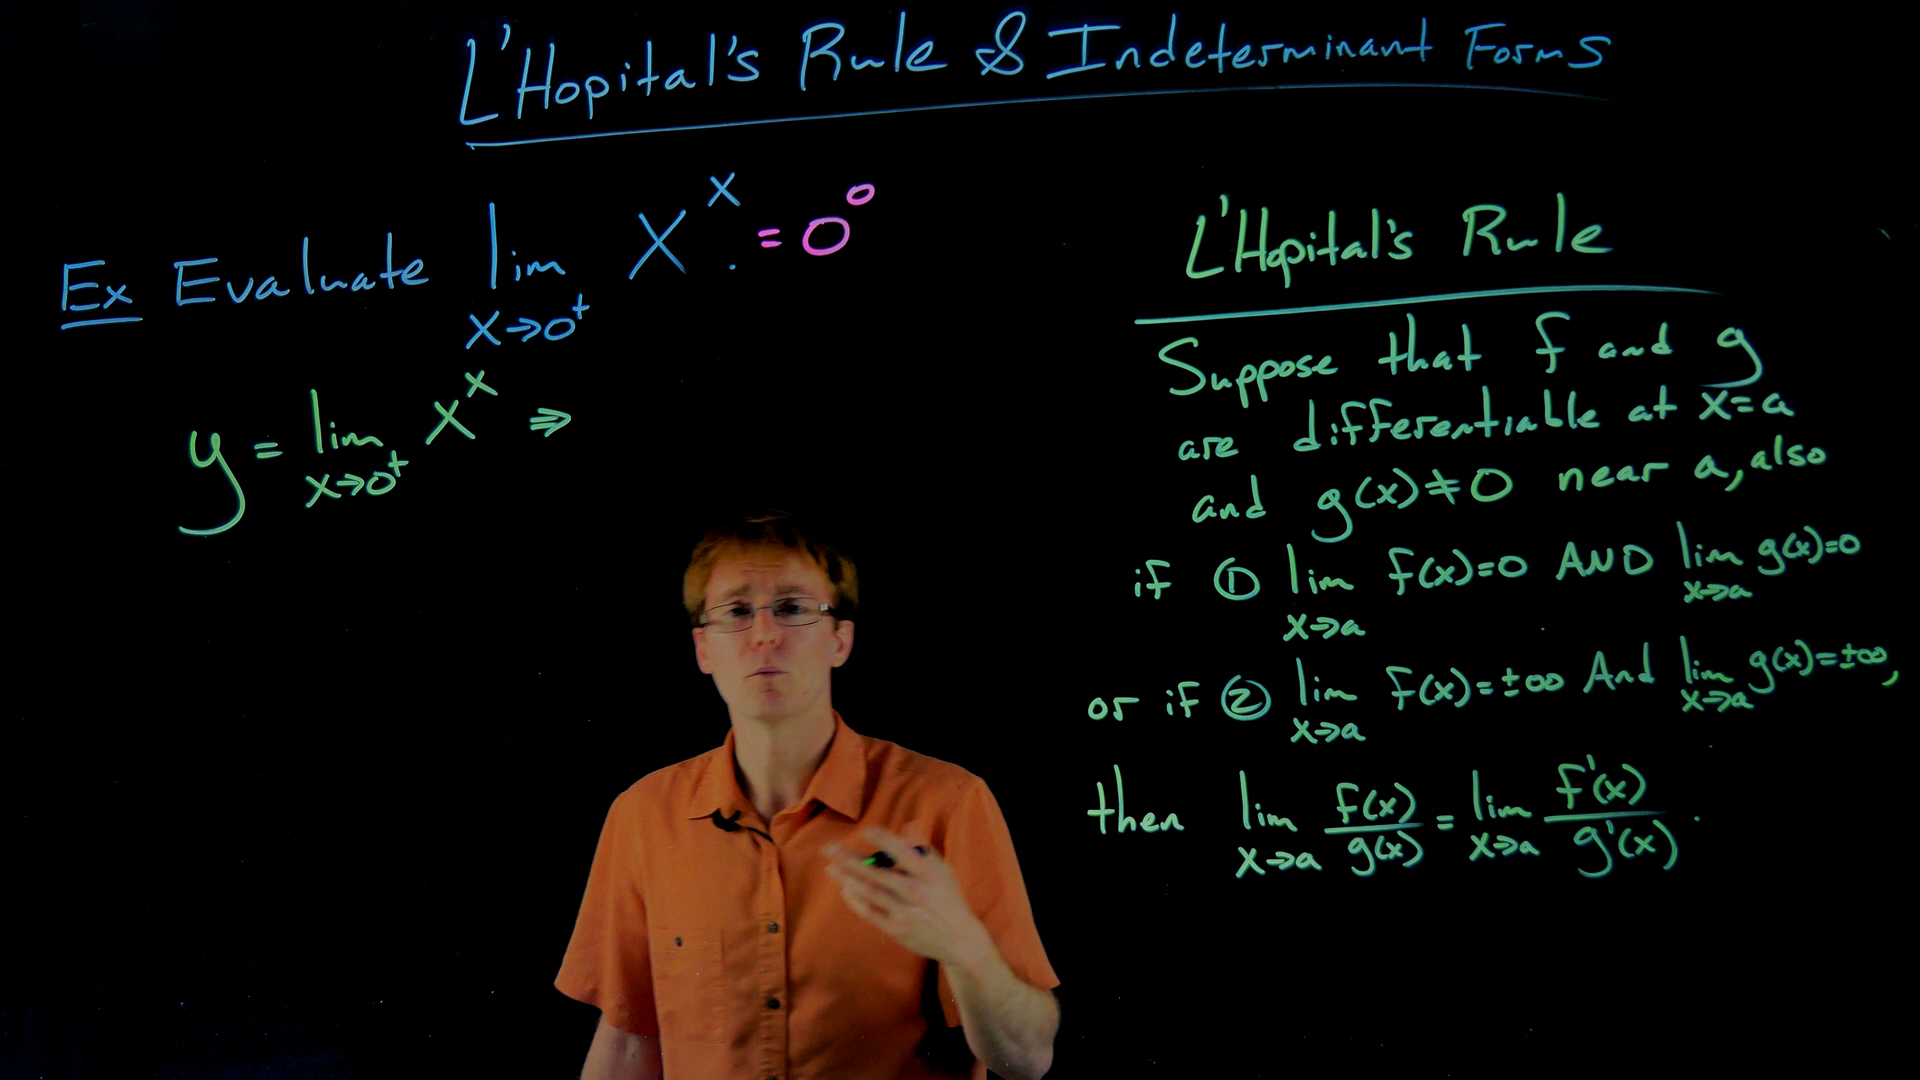 L'Hopital's Rule & Indeterminant Forms
Ex Evaluate lim x→0⁺ x^x. = 0^0
y = lim x→0⁺ x^x ⇒
L'Hopital's Rule
Suppose that f and g
are differentiable at x=a
and g(x)≠0 near a, also
if ① lim x→a f(x)=0 AND lim x→a g(x)=0
or if ② lim x→a f(x)=±∞ And lim x→a g(x)=±∞,
then lim x→a f(x)/g(x) = lim x→a f'(x)/g'(x).